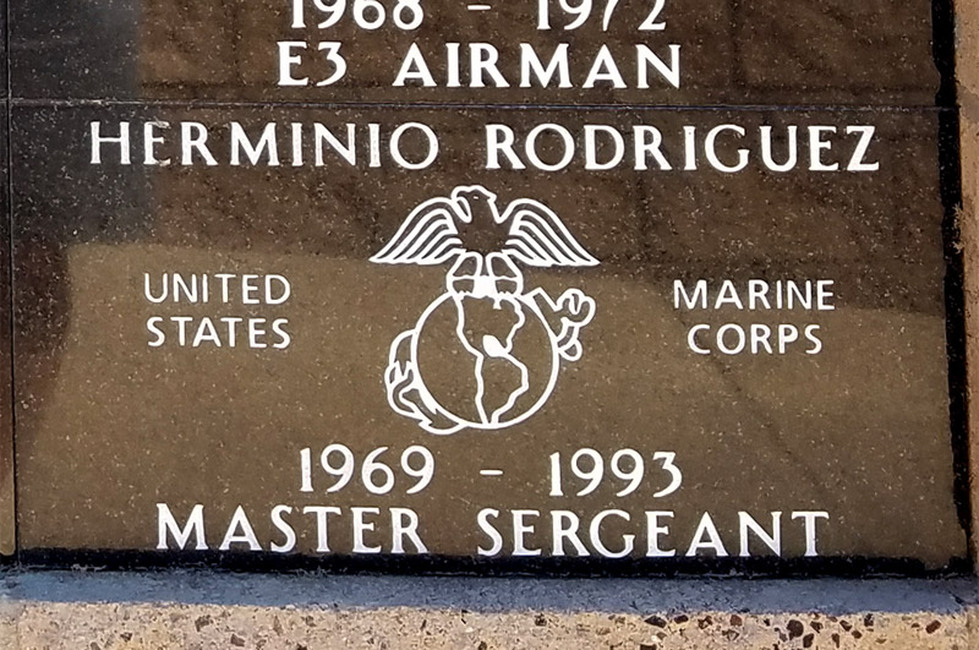 1968 - 1972
E3 AIRMAN
HERMINIO RODRIGUEZ
UNITED STATES
MARINE CORPS
1969 - 1993
MASTER SERGEANT